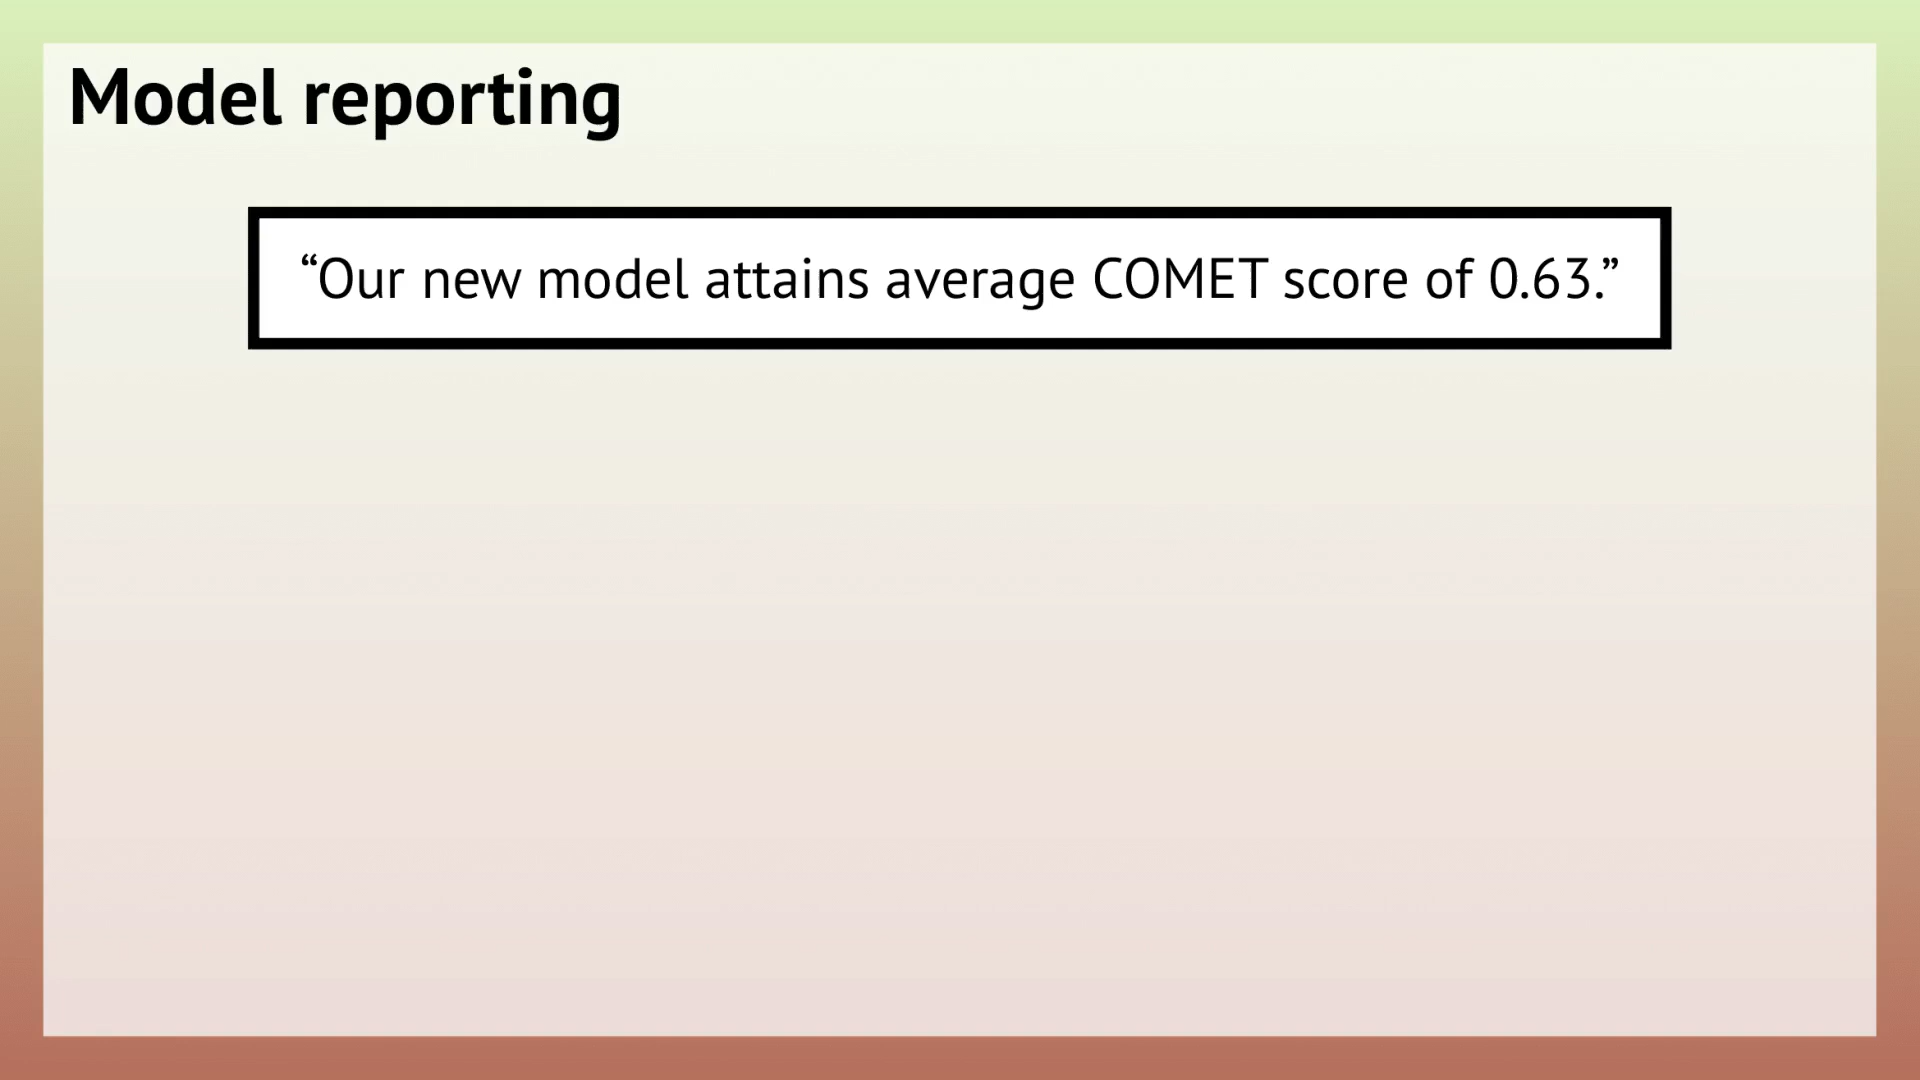 Model reporting
“Our new model attains average COMET score of 0.63.”